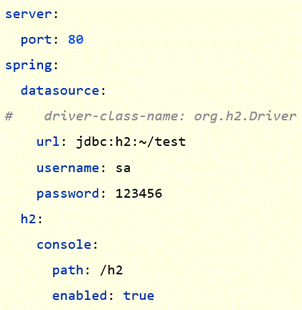 server:
  port: 80
spring:
  datasource:
#    driver-class-name: org.h2.Driver
    url: jdbc:h2:~/test
    username: sa
    password: 123456
  h2:
    console:
      path: /h2
      enabled: true